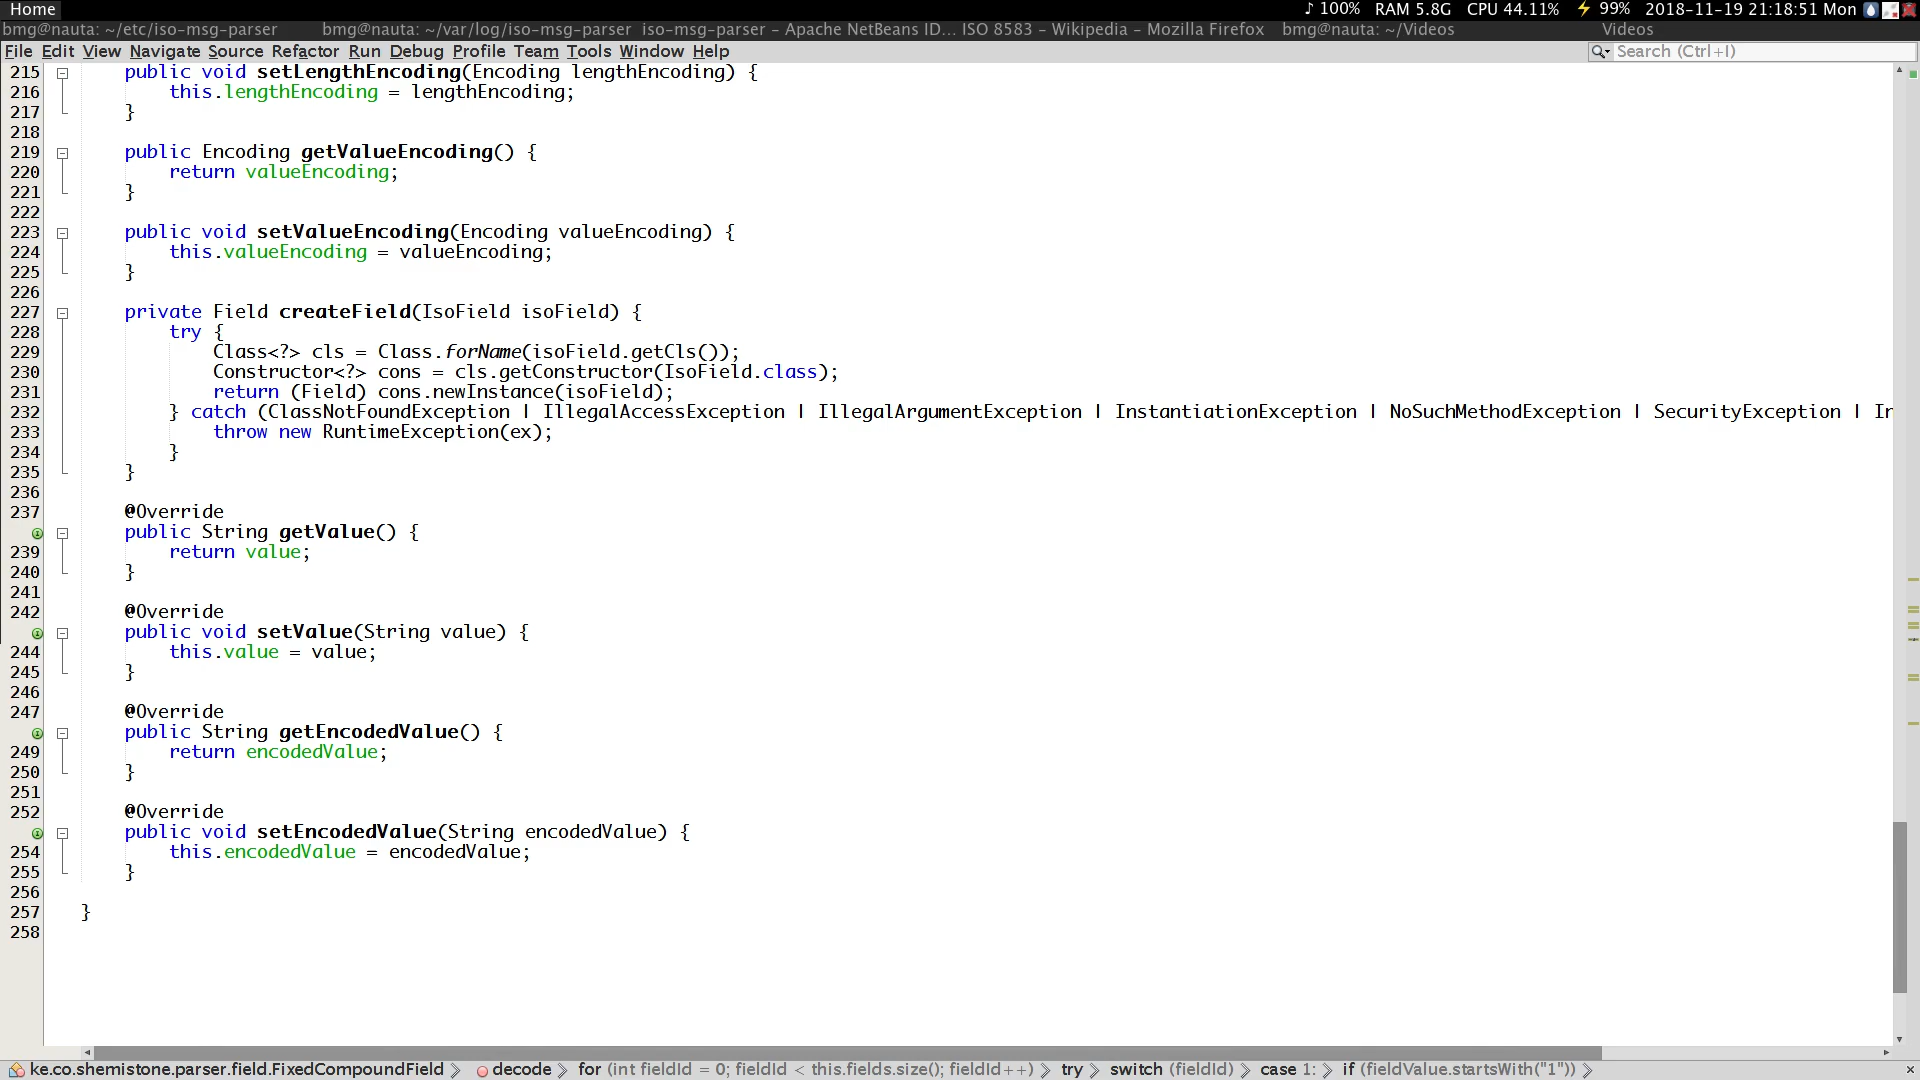 Home
♪ 100% RAM 5.8G CPU 44.11% ⚡ 99% 2018-11-19 21:18:51 Mon
bmg@nauta: ~/etc/iso-msg-parser bmg@nauta: ~/var/log/iso-msg-parser iso-msg-parser – Apache NetBeans ID... ISO 8583 – Wikipedia – Mozilla Firefox bmg@nauta: ~/Videos Videos
File Edit View Navigate Source Refactor Run Debug Profile Team Tools Window Help Search (Ctrl+I)
215 public void setLengthEncoding(Encoding lengthEncoding) {
216 this.lengthEncoding = lengthEncoding;
217 }
218
219 public Encoding getValueEncoding() {
220 return valueEncoding;
221 }
222
223 public void setValueEncoding(Encoding valueEncoding) {
224 this.valueEncoding = valueEncoding;
225 }
226
227 private Field createField(IsoField isoField) {
228 try {
229 Class<?> cls = Class.forName(isoField.getCls());
230 Constructor<?> cons = cls.getConstructor(IsoField.class);
231 return (Field) cons.newInstance(isoField);
232 } catch (ClassNotFoundException | IllegalAccessException | IllegalArgumentException | InstantiationException | NoSuchMethodException | SecurityException | In
233 throw new RuntimeException(ex);
234 }
235 }
236
237 @Override
public String getValue() {
239 return value;
240 }
241
242 @Override
public void setValue(String value) {
244 this.value = value;
245 }
246
247 @Override
public String getEncodedValue() {
249 return encodedValue;
250 }
251
252 @Override
public void setEncodedValue(String encodedValue) {
254 this.encodedValue = encodedValue;
255 }
256
257 }
258
ke.co.shemistone.parser.field.FixedCompoundField decode for (int fieldId = 0; fieldId < this.fields.size(); fieldId++) try switch (fieldId) case 1: if (fieldValue.startsWith("1"))